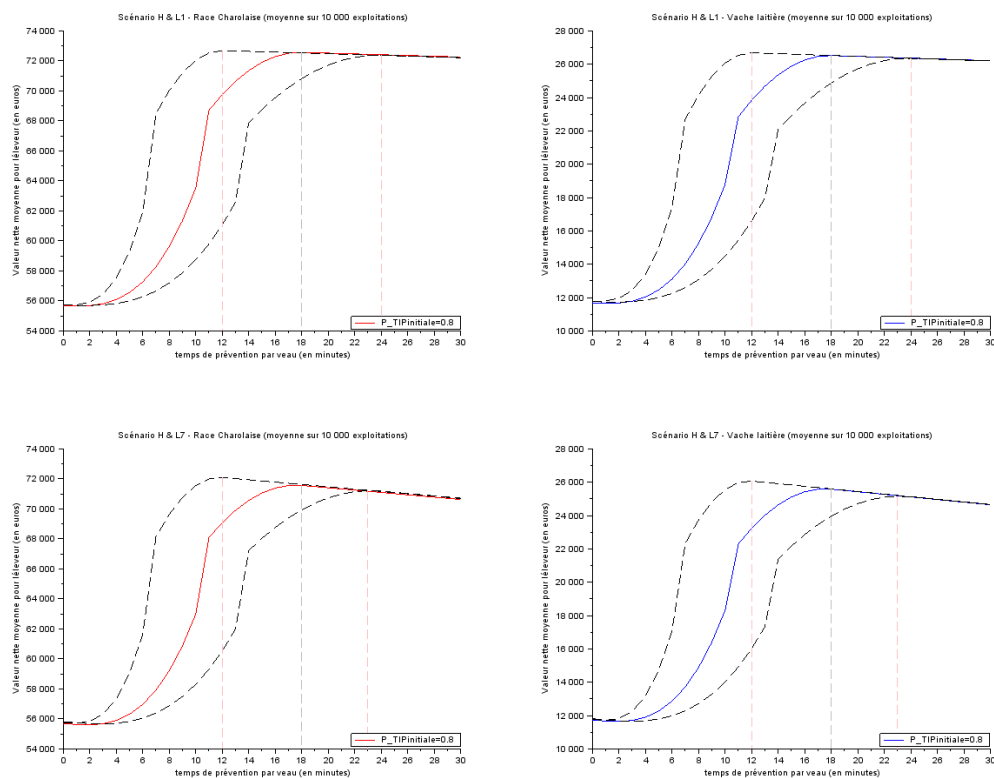 Scénario H & L1 - Race Charolaise (moyenne sur 10 000 exploitations)
Valeur nette moyenne pour léleveur (en euros)
74 000
72 000
70 000
68 000
66 000
64 000
62 000
60 000
58 000
56 000
54 000
0 2 4 6 8 10 12 14 16 18 20 22 24 26 28 30
temps de prévention par veau (en minutes)
P_TIPinitiale=0.8
Scénario H & L1 - Vache laitière (moyenne sur 10 000 exploitations)
Valeur nette moyenne pour léleveur (en euros)
28 000
26 000
24 000
22 000
20 000
18 000
16 000
14 000
12 000
10 000
0 2 4 6 8 10 12 14 16 18 20 22 24 26 28 30
temps de prévention par veau (en minutes)
P_TIPinitiale=0.8
Scénario H & L7 - Race Charolaise (moyenne sur 10 000 exploitations)
Valeur nette moyenne pour léleveur (en euros)
74 000
72 000
70 000
68 000
66 000
64 000
62 000
60 000
58 000
56 000
54 000
0 2 4 6 8 10 12 14 16 18 20 22 24 26 28 30
temps de prévention par veau (en minutes)
P_TIPinitiale=0.8
Scénario H & L7 - Vache laitière (moyenne sur 10 000 exploitations)
Valeur nette moyenne pour léleveur (en euros)
28 000
26 000
24 000
22 000
20 000
18 000
16 000
14 000
12 000
10 000
0 2 4 6 8 10 12 14 16 18 20 22 24 26 28 30
temps de prévention par veau (en minutes)
P_TIPinitiale=0.8